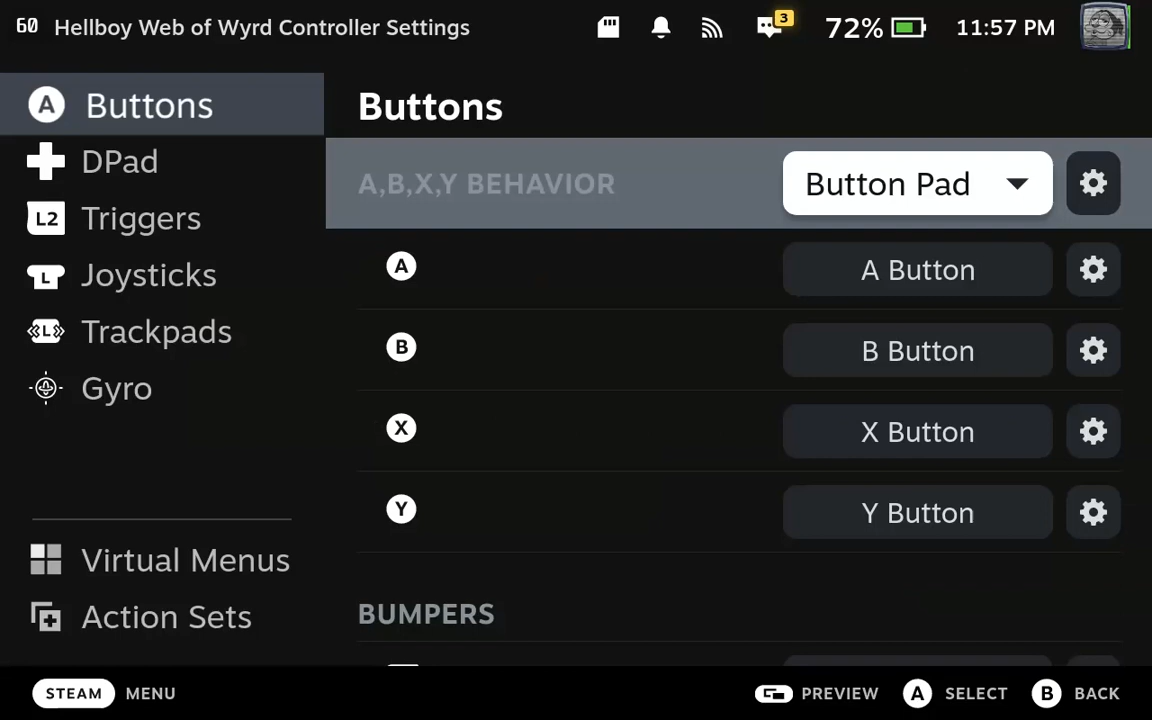 60 Hellboy Web of Wyrd Controller Settings 3 72% 11:57 PM
A Buttons
DPad
L2 Triggers
L Joysticks
L Trackpads
Gyro
Virtual Menus
Action Sets
Buttons
A,B,X,Y BEHAVIOR Button Pad
A A Button
B B Button
X X Button
Y Y Button
BUMPERS
STEAM MENU PREVIEW A SELECT B BACK